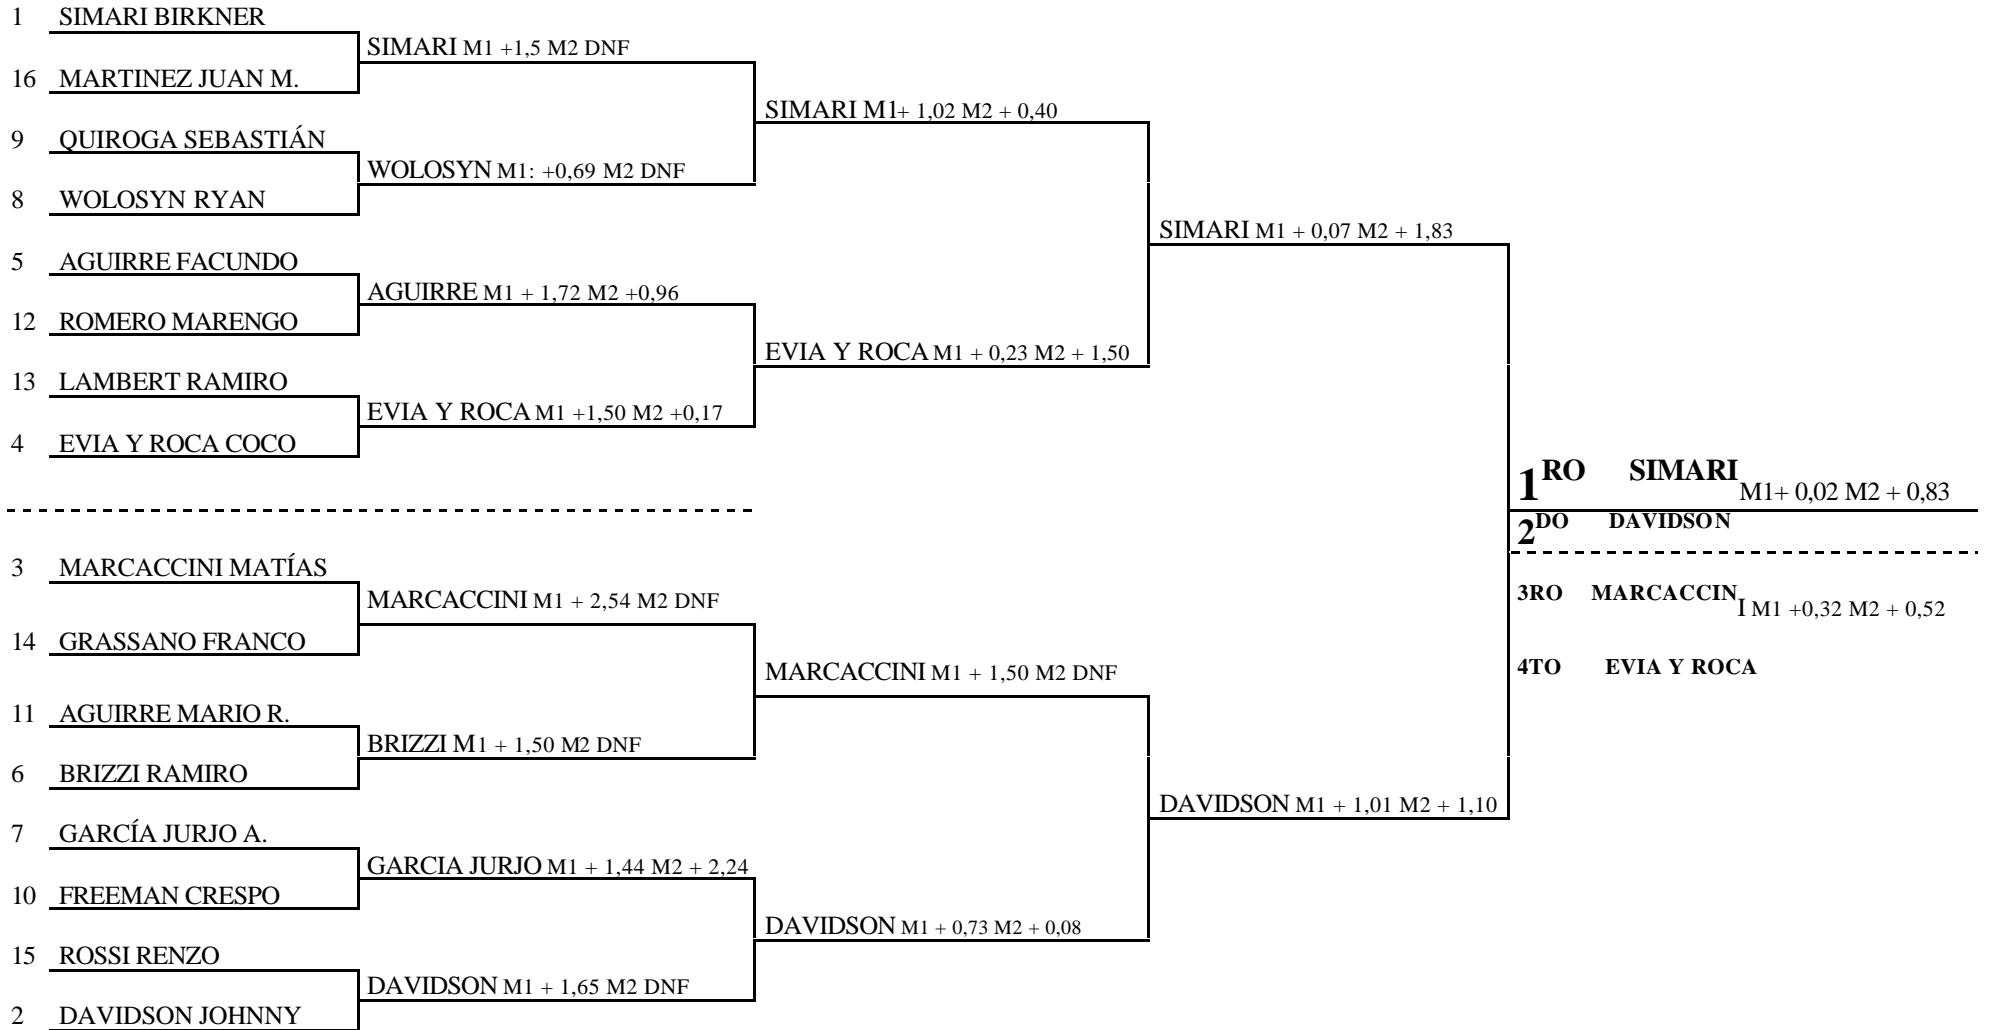 1 SIMARI BIRKNER
SIMARI M1 +1,5 M2 DNF
16 MARTINEZ JUAN M.
SIMARI M1+ 1,02 M2 + 0,40
9 QUIROGA SEBASTIÁN
WOLOSYN M1: +0,69 M2 DNF
8 WOLOSYN RYAN
SIMARI M1 + 0,07 M2 + 1,83
5 AGUIRRE FACUNDO
AGUIRRE M1 + 1,72 M2 +0,96
12 ROMERO MARENGO
EVIA Y ROCA M1 + 0,23 M2 + 1,50
13 LAMBERT RAMIRO
EVIA Y ROCA M1 +1,50 M2 +0,17
4 EVIA Y ROCA COCO
1RO SIMARI M1+ 0,02 M2 + 0,83
2DO DAVIDSON
3 MARCACCINI MATÍAS
MARCACCINI M1 + 2,54 M2 DNF
3RO MARCACCINI M1 +0,32 M2 + 0,52
14 GRASSANO FRANCO
MARCACCINI M1 + 1,50 M2 DNF
4TO EVIA Y ROCA
11 AGUIRRE MARIO R.
BRIZZI M1 + 1,50 M2 DNF
6 BRIZZI RAMIRO
DAVIDSON M1 + 1,01 M2 + 1,10
7 GARCÍA JURJO A.
GARCIA JURJO M1 + 1,44 M2 + 2,24
10 FREEMAN CRESPO
DAVIDSON M1 + 0,73 M2 + 0,08
15 ROSSI RENZO
DAVIDSON M1 + 1,65 M2 DNF
2 DAVIDSON JOHNNY